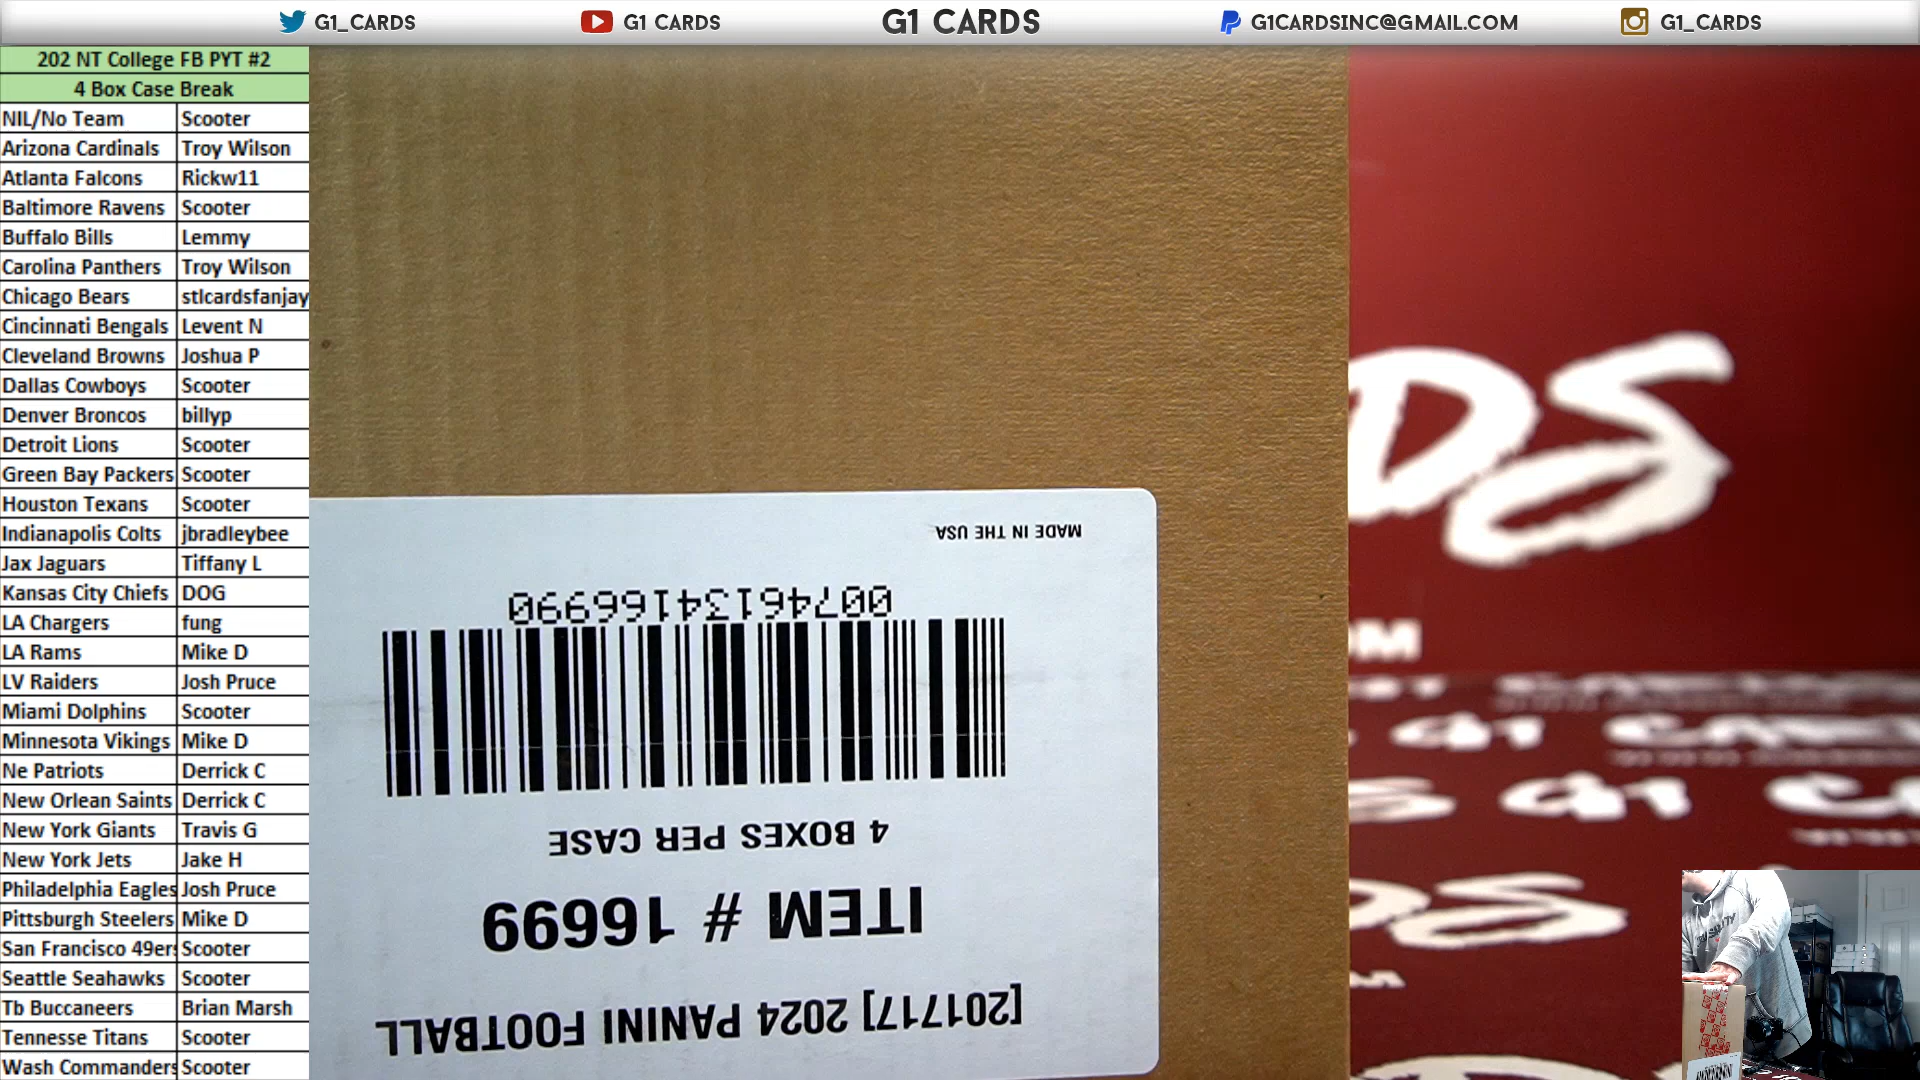 G1_CARDS
G1 CARDS
G1 CARDS
G1CARDSINC@GMAIL.COM
G1_CARDS
202 NT College FB PYT #2
4 Box Case Break
NIL/No Team Scooter
Arizona Cardinals Troy Wilson
Atlanta Falcons Rickw11
Baltimore Ravens Scooter
Buffalo Bills Lemmy
Carolina Panthers Troy Wilson
Chicago Bears stlcardsfanjay
Cincinnati Bengals Levent N
Cleveland Browns Joshua P
Dallas Cowboys Scooter
Denver Broncos billyp
Detroit Lions Scooter
Green Bay Packers Scooter
Houston Texans Scooter
Indianapolis Colts jbradleybee
Jax Jaguars Tiffany L
Kansas City Chiefs DOG
LA Chargers fung
LA Rams Mike D
LV Raiders Josh Pruce
Miami Dolphins Scooter
Minnesota Vikings Mike D
Ne Patriots Derrick C
New Orlean Saints Derrick C
New York Giants Travis G
New York Jets Jake H
Philadelphia Eagles Josh Pruce
Pittsburgh Steelers Mike D
San Francisco 49ers Scooter
Seattle Seahawks Scooter
Tb Buccaneers Brian Marsh
Tennesse Titans Scooter
Wash Commanders Scooter
[201717] 2024 PANINI FOOTBALL
ITEM # 16699
4 BOXES PER CASE
00746134166990
MADE IN THE USA
DS
OM
G1
G1
DS